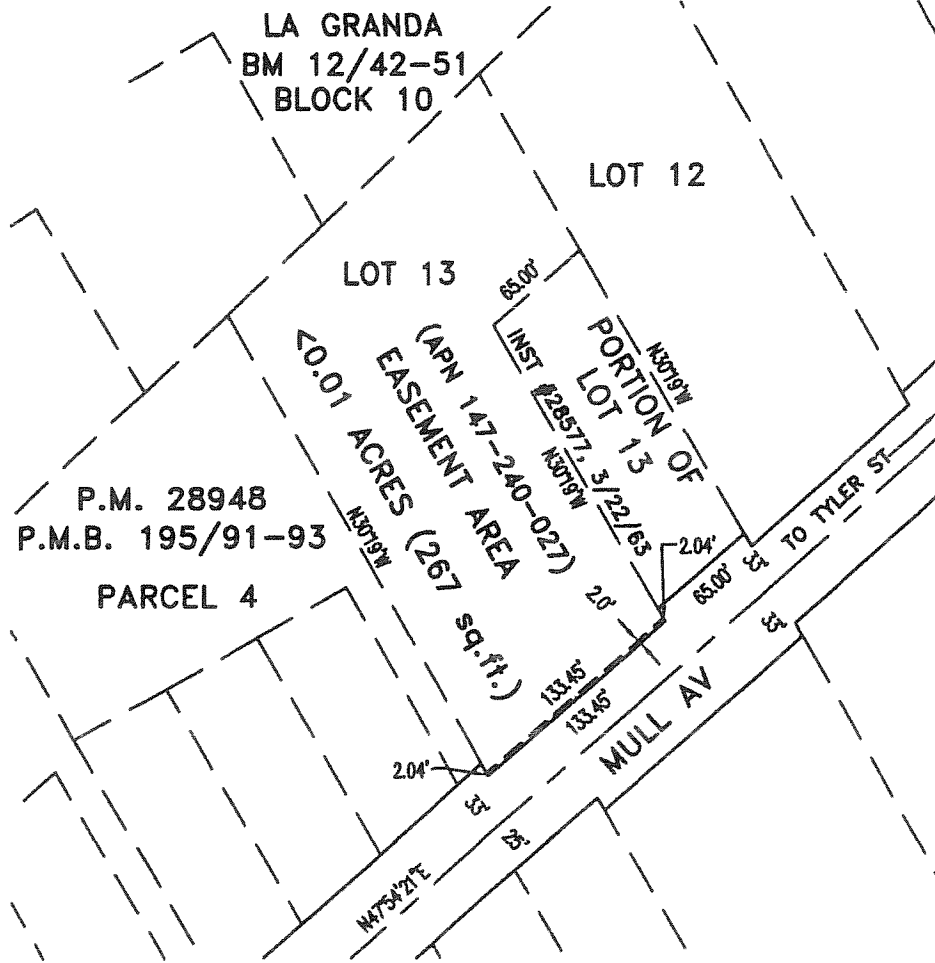 LA GRANDA
BM 12/42-51
BLOCK 10
LOT 12
LOT 13
65.00'
N30°19'W
PORTION OF
LOT 13
INST #28577, 3/22/63
N30°19'W
(APN 147-240-027)
EASEMENT AREA
<0.01 ACRES (267 sq.ft.)
N30°19'W
P.M. 28948
P.M.B. 195/91-93
PARCEL 4
TO TYLER ST
2.04'
33'
65.00'
2.0'
33'
133.45'
133.45'
MULL AV
2.04'
33'
25'
N47°54'21"E